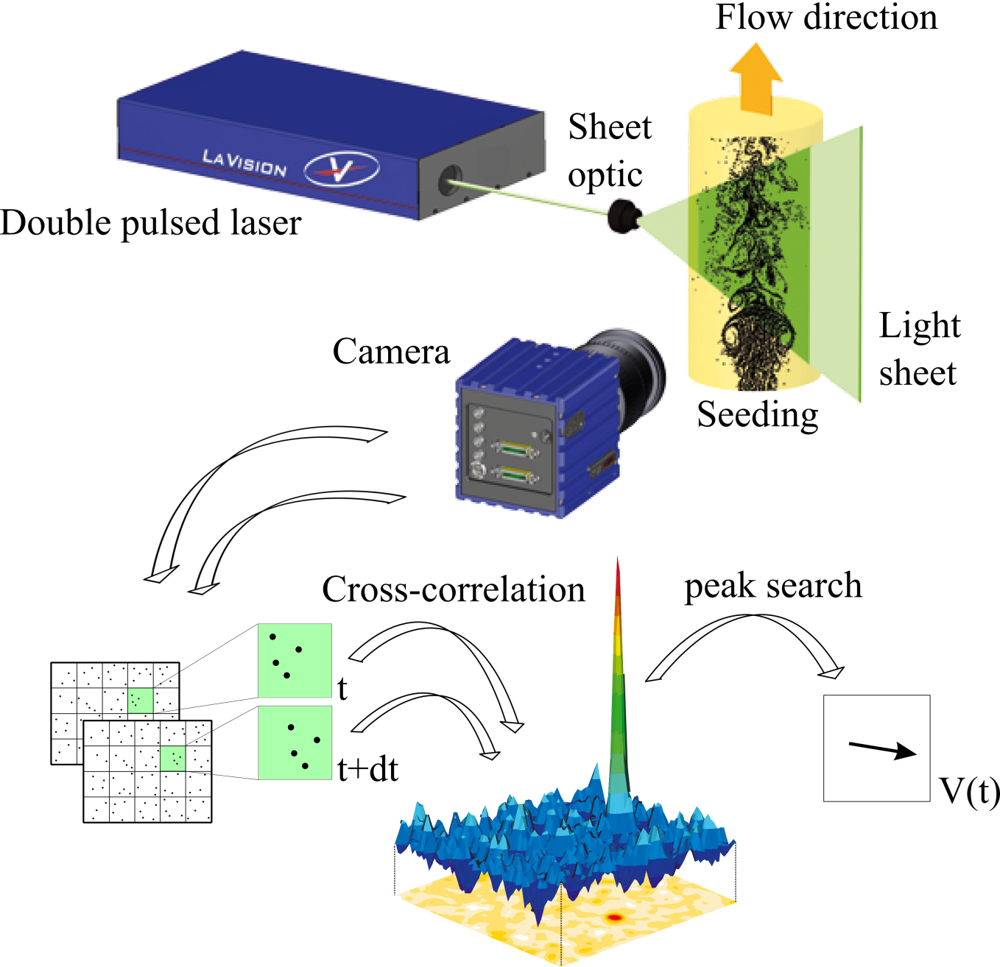 Flow direction
Sheet
optic
LAVISION
Double pulsed laser
Light
sheet
Camera
Seeding
Cross-correlation
peak search
t
t+dt
V(t)